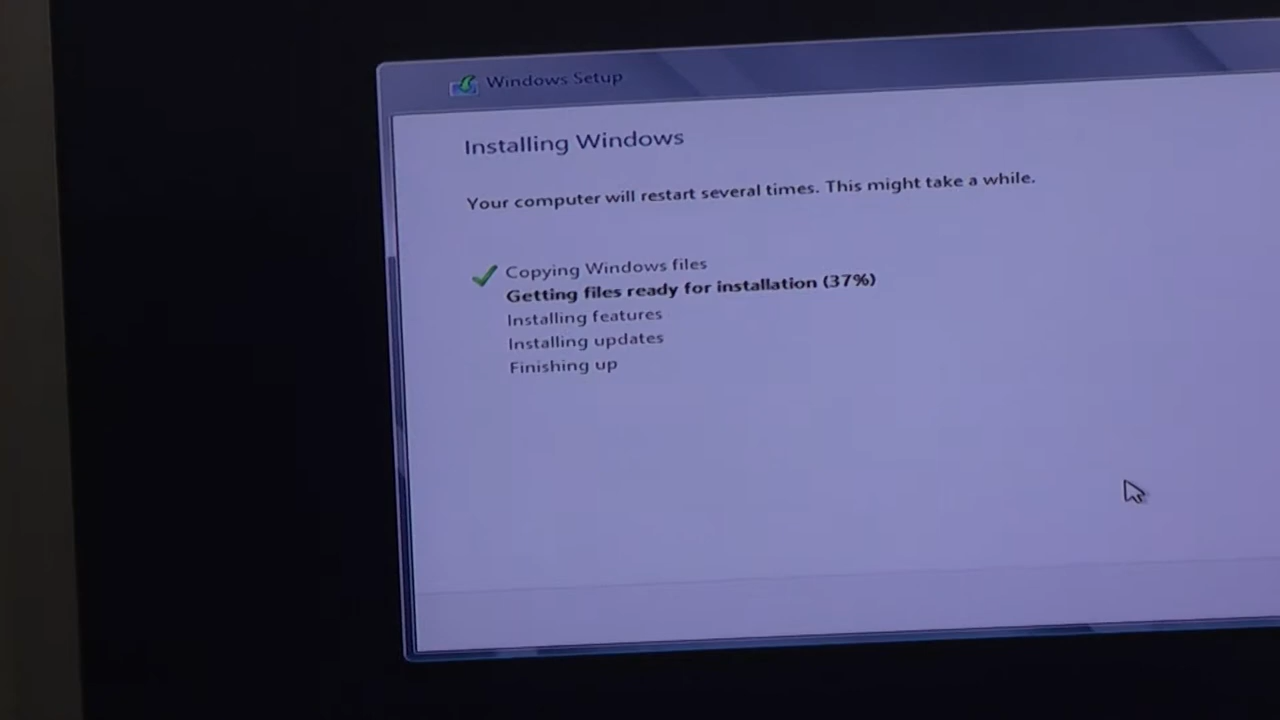 Windows Setup
Installing Windows
Your computer will restart several times. This might take a while.
Copying Windows files
Getting files ready for installation (37%)
Installing features
Installing updates
Finishing up